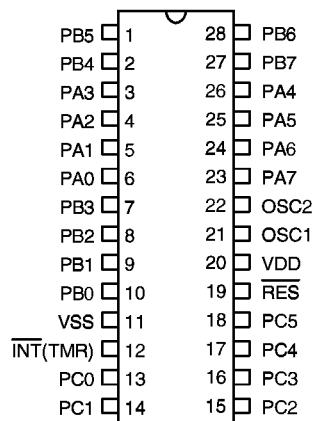 PB5 1 28 PB6
PB4 2 27 PB7
PA3 3 26 PA4
PA2 4 25 PA5
PA1 5 24 PA6
PA0 6 23 PA7
PB3 7 22 OSC2
PB2 8 21 OSC1
PB1 9 20 VDD
PB0 10 19 R̅E̅S̅
VSS 11 18 PC5
I̅N̅T̅(TMR) 12 17 PC4
PC0 13 16 PC3
PC1 14 15 PC2